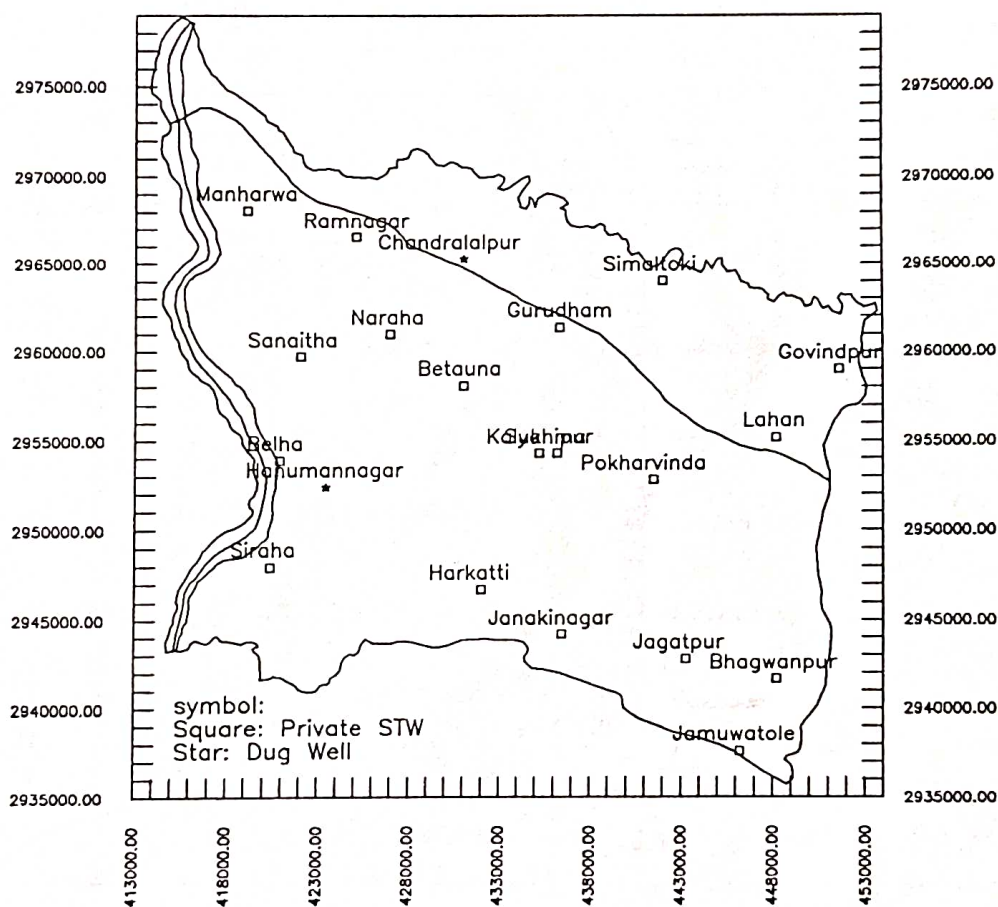 2975000.00
2975000.00
2970000.00
2970000.00
Manharwa
Ramnagar
Chandralalpur
2965000.00
Simaltoki
2965000.00
Gurudham
Naraha
Sanaitha
2960000.00
Govindpur
2960000.00
Betauna
Lahan
2955000.00
Belha
2955000.00
Hanumannagar
Pokharvinda
2950000.00
2950000.00
Siraha
Harkatti
2945000.00
Janakinagar
2945000.00
Jagatpur
Bhagwanpur
2940000.00
symbol:
Square: Private STW
Star: Dug Well
2940000.00
Jamuwatole
2935000.00
2935000.00
413000.00
418000.00
423000.00
428000.00
433000.00
438000.00
443000.00
448000.00
453000.00